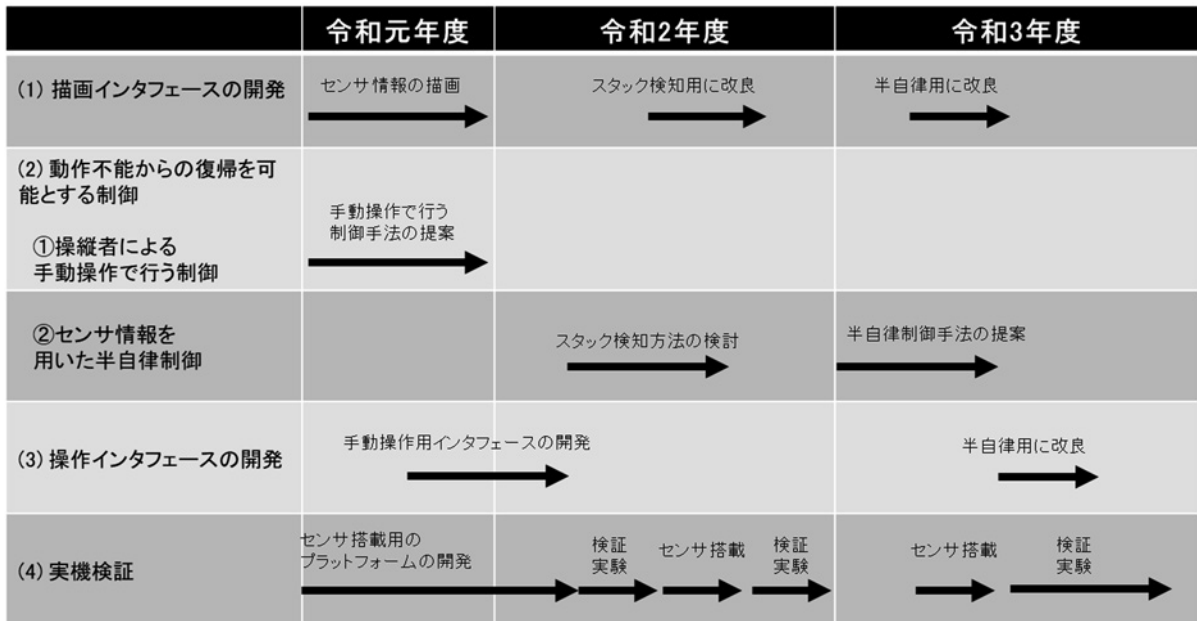 令和元年度
令和2年度
令和3年度
(1) 描画インタフェースの開発
センサ情報の描画
スタック検知用に改良
半自律用に改良
(2) 動作不能からの復帰を可
能とする制御
①操縦者による
手動操作で行う制御
手動操作で行う
制御手法の提案
②センサ情報を
用いた半自律制御
スタック検知方法の検討
半自律制御手法の提案
(3) 操作インタフェースの開発
手動操作用インタフェースの開発
半自律用に改良
(4) 実機検証
センサ搭載用の
プラットフォームの開発
検証
実験
センサ搭載
検証
実験
センサ搭載
検証
実験